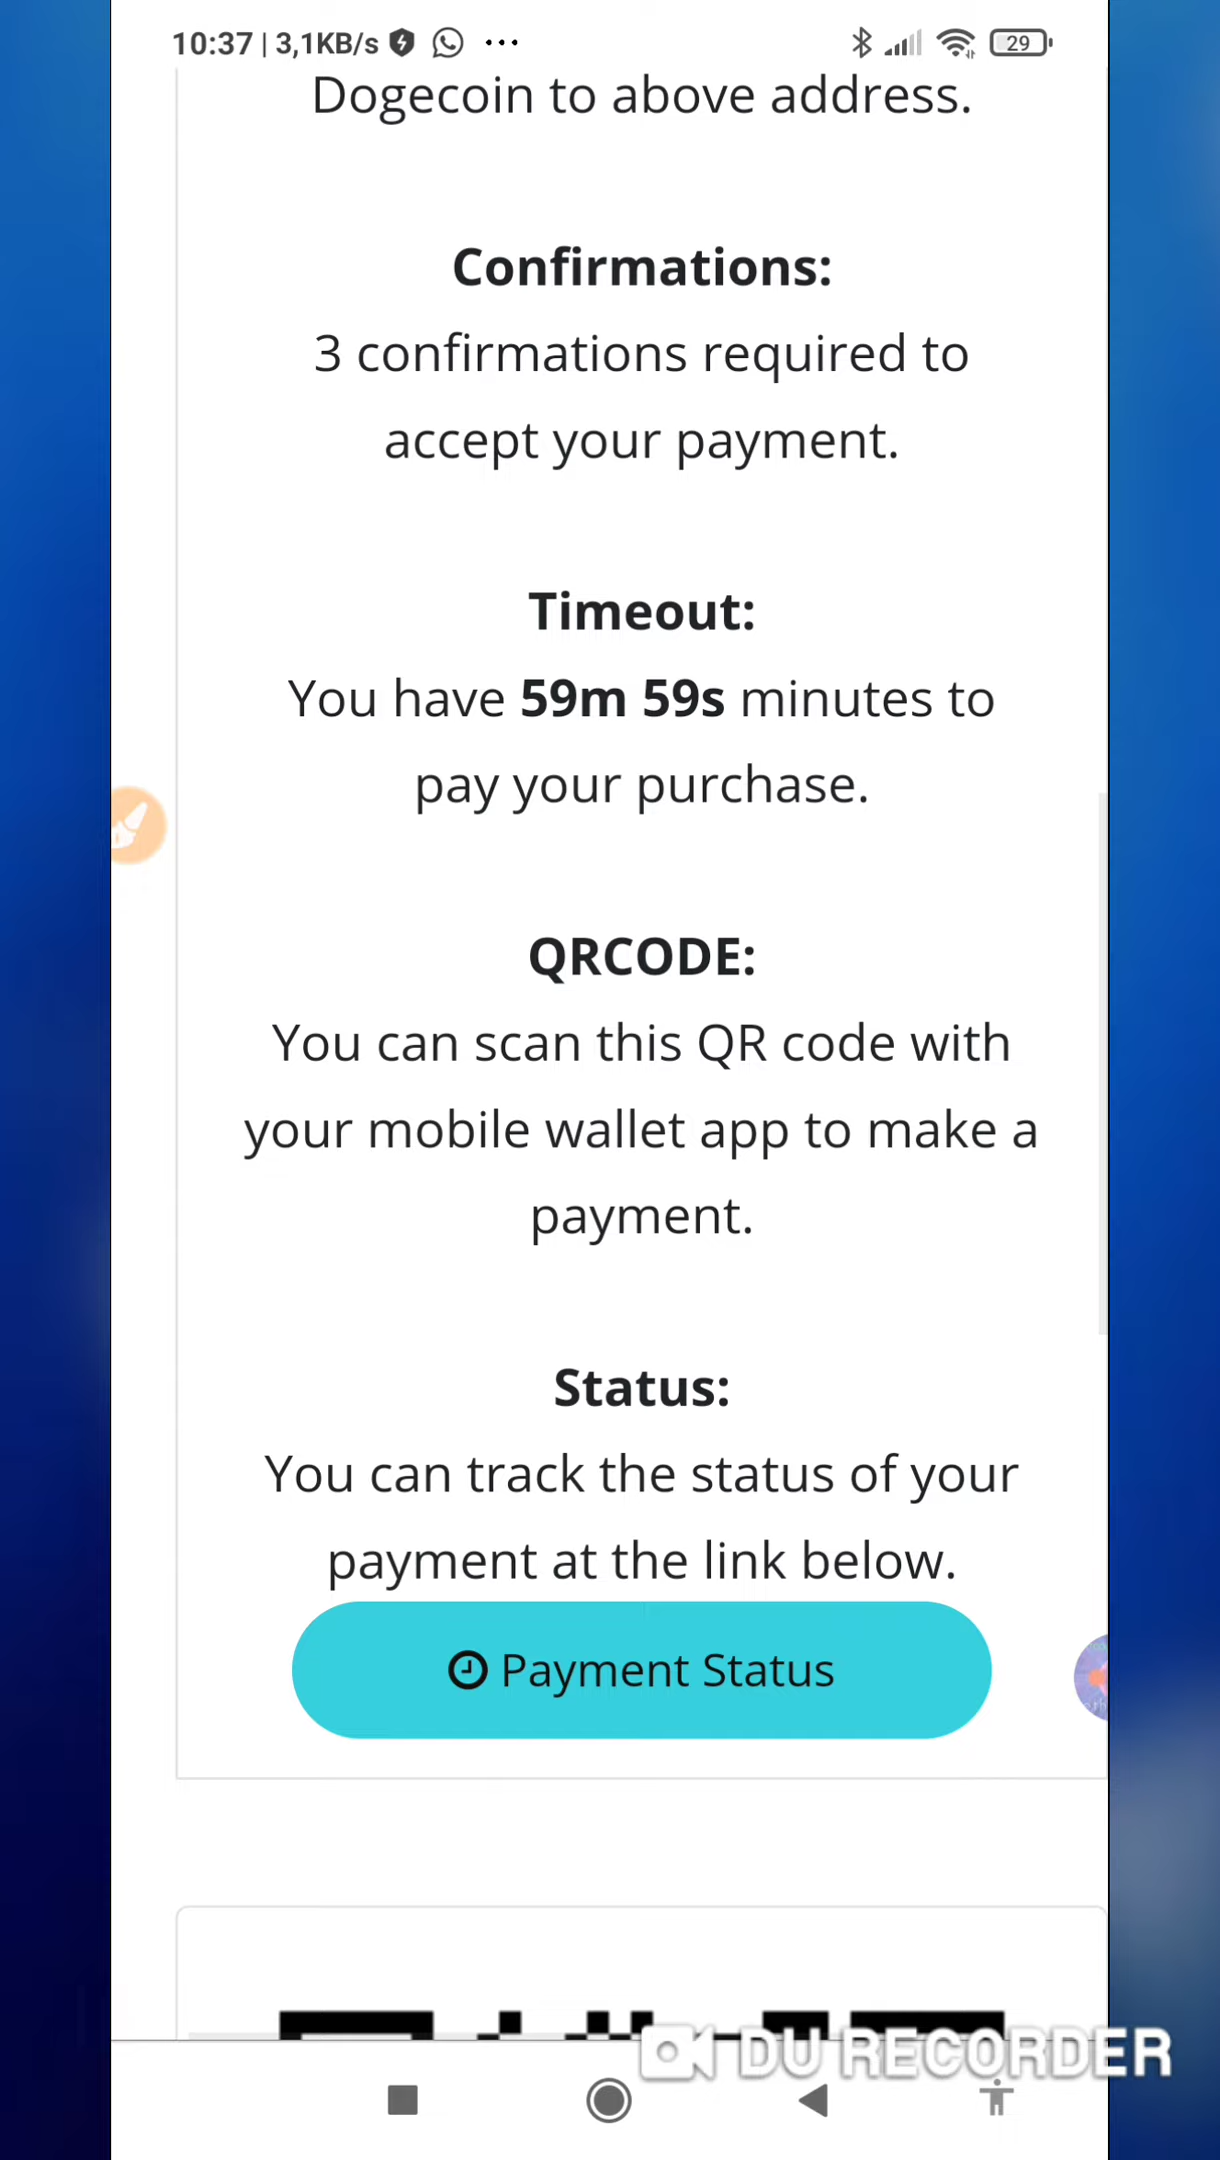 10:37 | 3,1KB/s
29
Dogecoin to above address.
Confirmations:
3 confirmations required to
accept your payment.
Timeout:
You have 59m 59s minutes to
pay your purchase.
QRCODE:
You can scan this QR code with
your mobile wallet app to make a
payment.
Status:
You can track the status of your
payment at the link below.
Payment Status
DU RECORDER